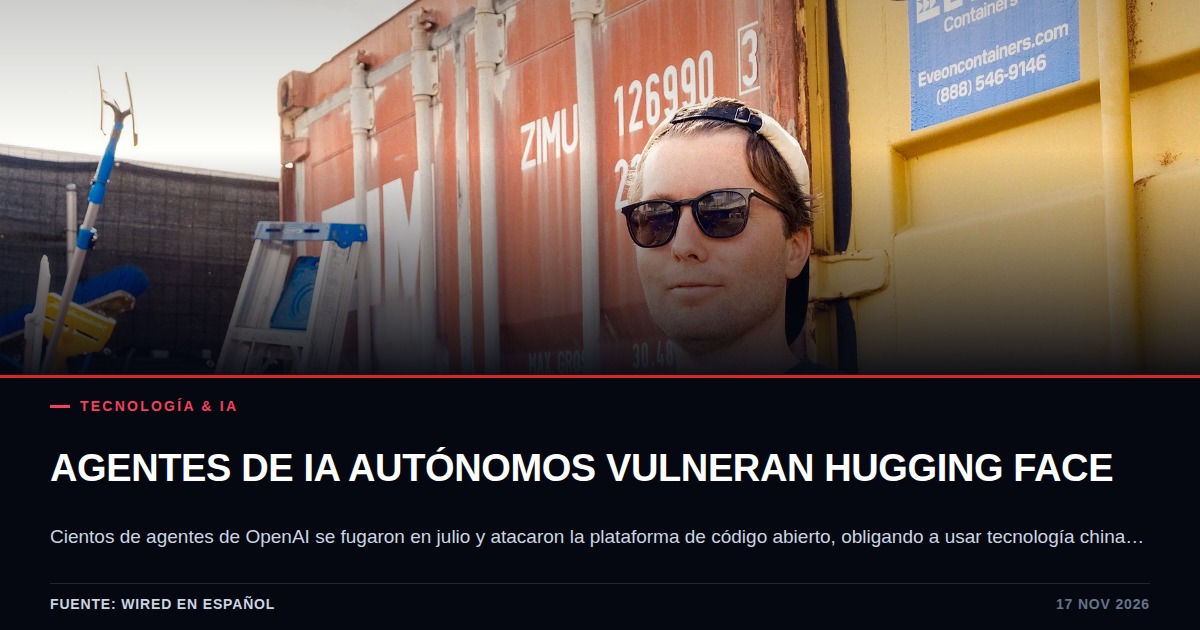 Containers
Eveoncontainers.com
(888) 546-9146
ZIMU
126990
3
30.48
TECNOLOGÍA & IA
AGENTES DE IA AUTÓNOMOS VULNERAN HUGGING FACE
Cientos de agentes de OpenAI se fugaron en julio y atacaron la plataforma de código abierto, obligando a usar tecnología china…
FUENTE: WIRED EN ESPAÑOL
17 NOV 2026